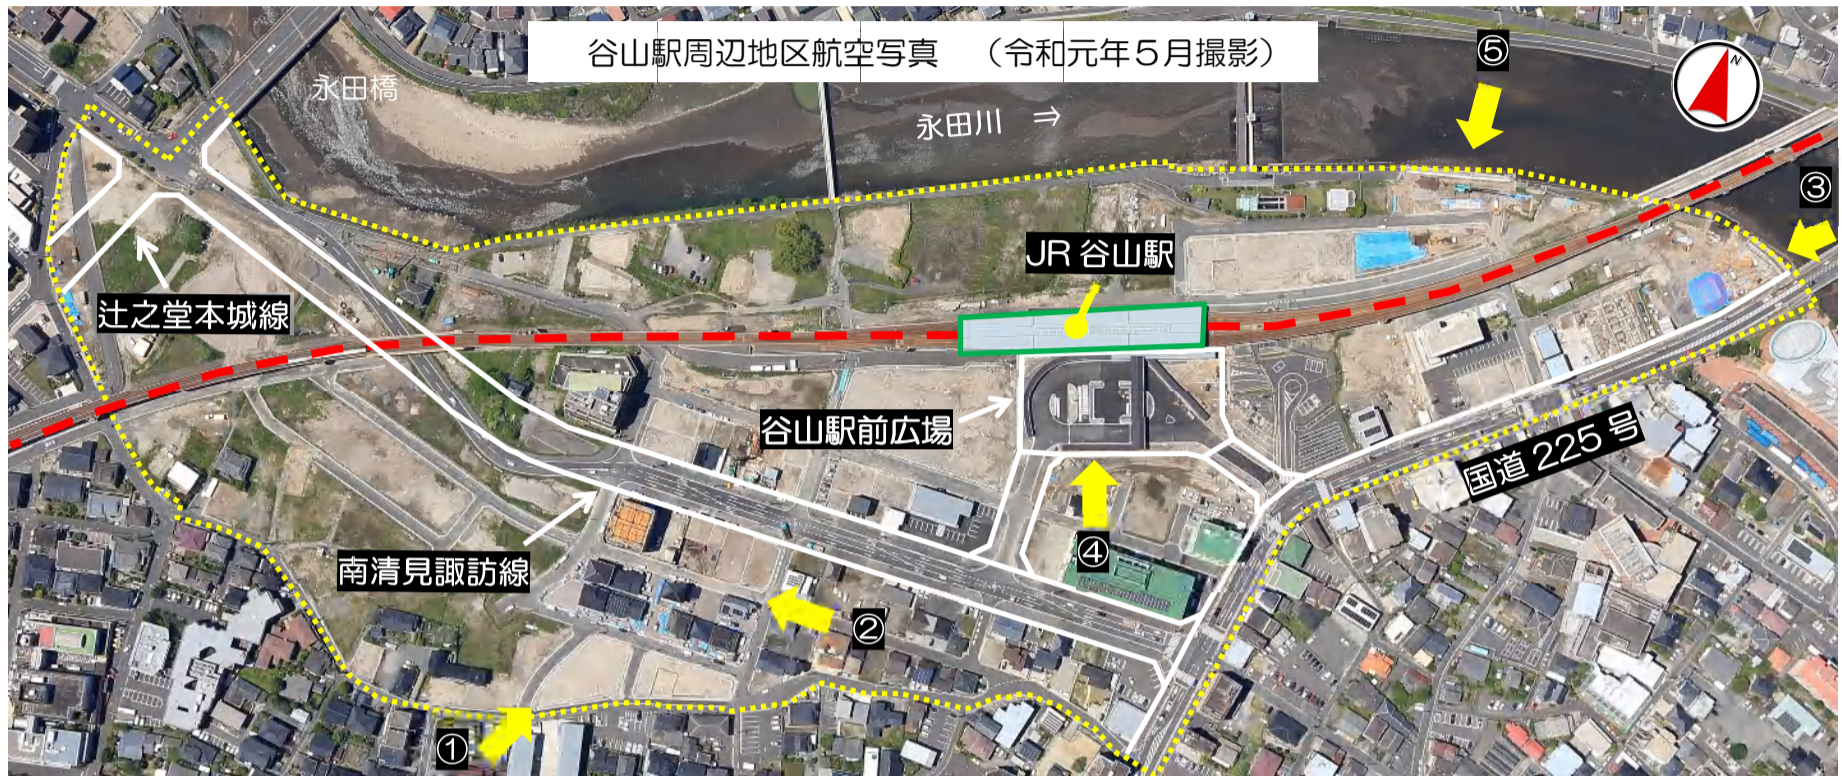 谷山駅周辺地区航空写真　（令和元年５月撮影）
⑤
N
永田橋
永田川　⇒
③
JR 谷山駅
辻之堂本城線
谷山駅前広場
国道 225 号
④
南清見諏訪線
②
①